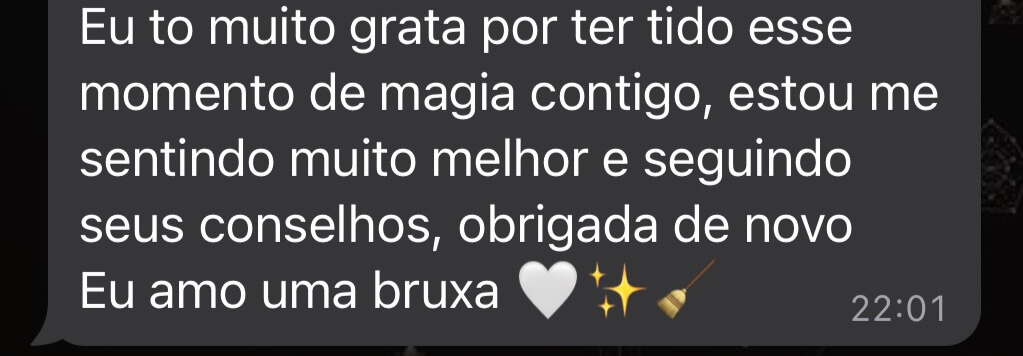 Eu to muito grata por ter tido esse
momento de magia contigo, estou me
sentindo muito melhor e seguindo
seus conselhos, obrigada de novo
Eu amo uma bruxa 🤍✨🧹
22:01